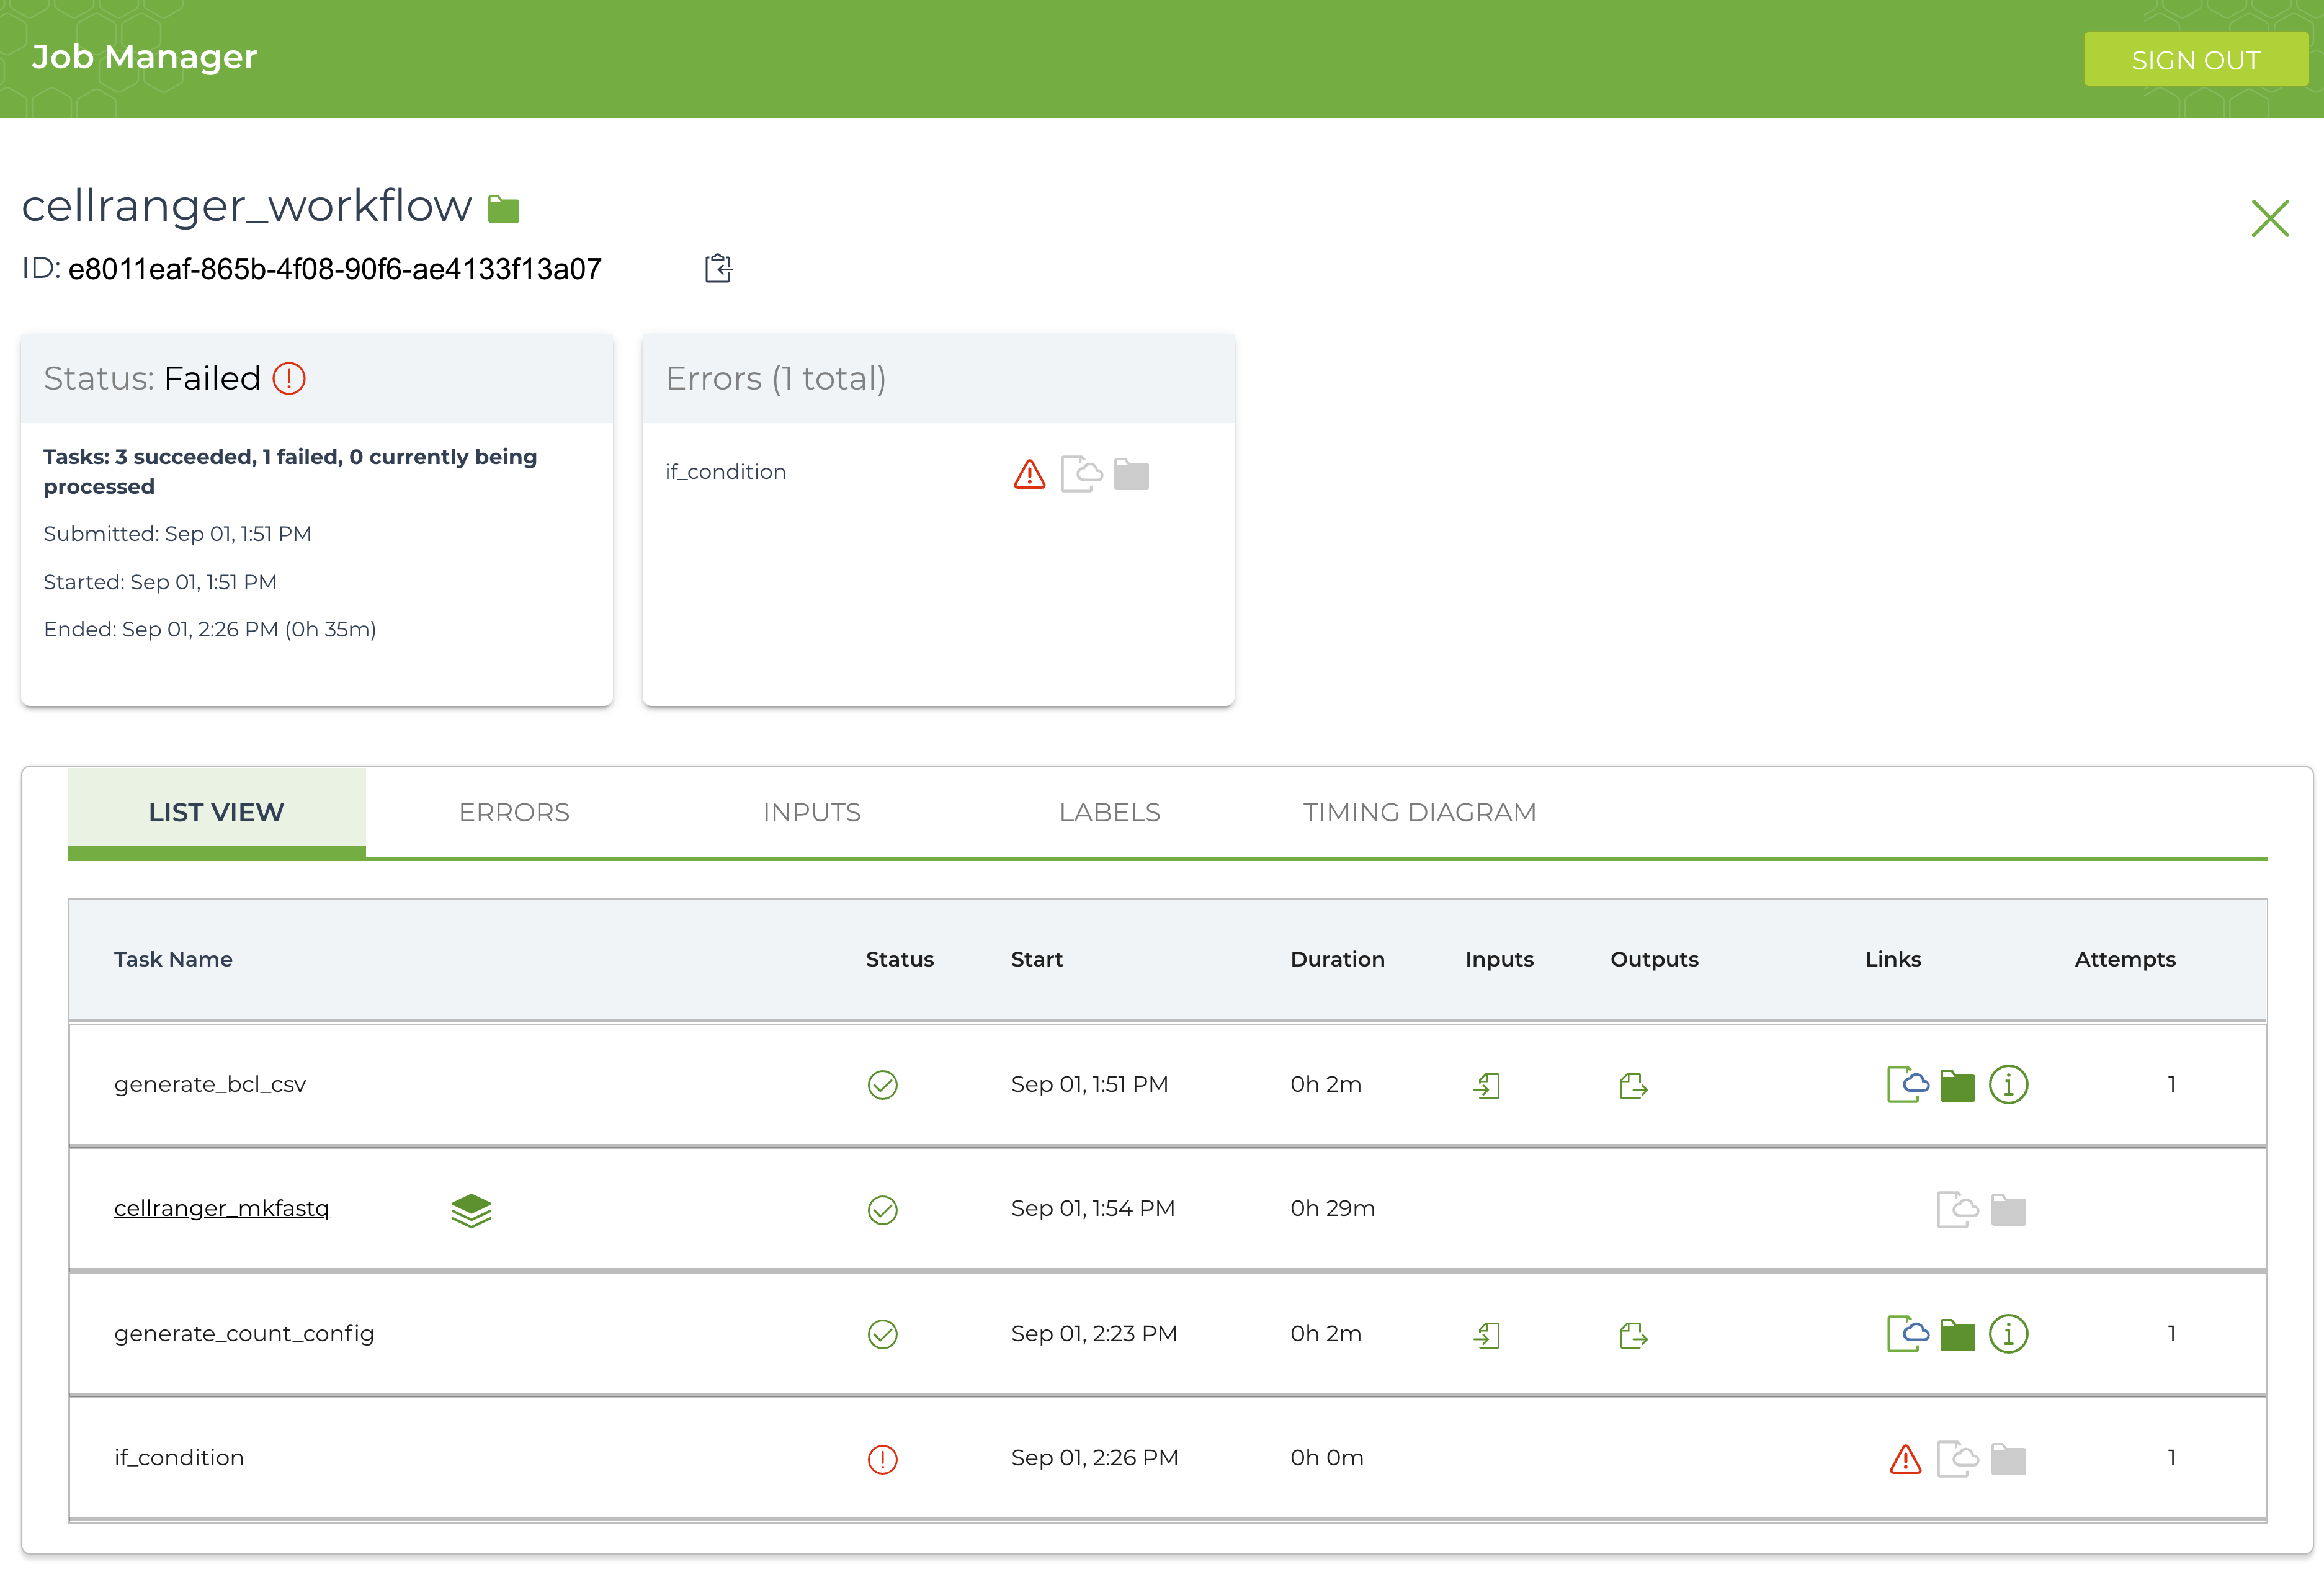 Job Manager
SIGN OUT
cellranger_workflow
ID: e8011eaf-865b-4f08-90f6-ae4133f13a07
Status: Failed
Tasks: 3 succeeded, 1 failed, 0 currently being
processed
Submitted: Sep 01, 1:51 PM
Started: Sep 01, 1:51 PM
Ended: Sep 01, 2:26 PM (0h 35m)
Errors (1 total)
if_condition
LIST VIEW ERRORS INPUTS LABELS TIMING DIAGRAM
Task Name Status Start Duration Inputs Outputs Links Attempts
generate_bcl_csv Sep 01, 1:51 PM 0h 2m 1
cellranger_mkfastq Sep 01, 1:54 PM 0h 29m
generate_count_config Sep 01, 2:23 PM 0h 2m 1
if_condition Sep 01, 2:26 PM 0h 0m 1